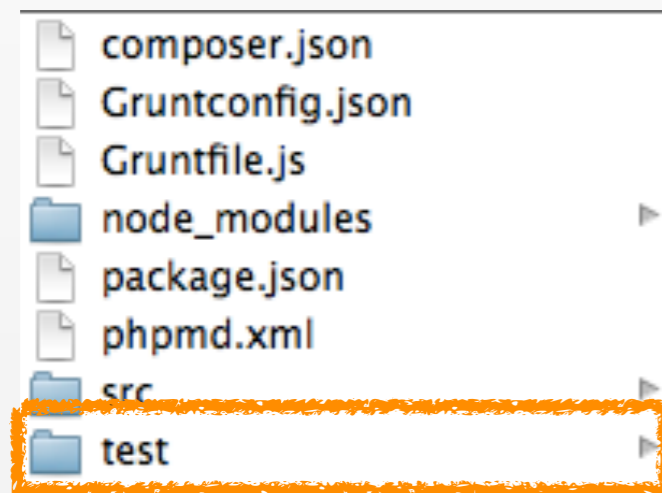 composer.json
Gruntconfig.json
Gruntfile.js
node_modules
package.json
phpmd.xml
src
test